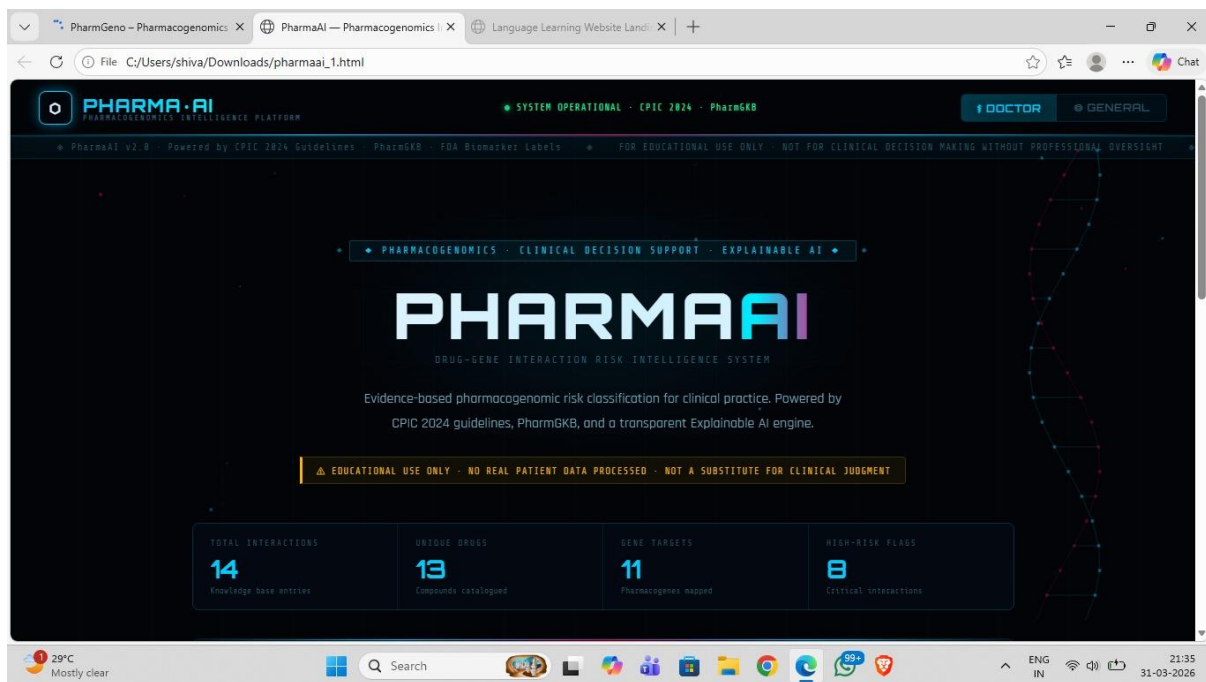 PharmGeno – Pharmacogenomics
PharmaAI — Pharmacogenomics I
Language Learning Website Landi
File C:/Users/shiva/Downloads/pharmaai_1.html
Chat
PHARMA·AI
PHARMACOGENOMICS INTELLIGENCE PLATFORM
SYSTEM OPERATIONAL · CPIC 2024 · PharmGKB
DOCTOR
GENERAL
PharmaAI v2.0 · Powered by CPIC 2024 Guidelines · PharmGKB · FDA Biomarker Labels
FOR EDUCATIONAL USE ONLY · NOT FOR CLINICAL DECISION MAKING WITHOUT PROFESSIONAL OVERSIGHT
PHARMACOGENOMICS · CLINICAL DECISION SUPPORT · EXPLAINABLE AI
PHARMAAI
DRUG-GENE INTERACTION RISK INTELLIGENCE SYSTEM
Evidence-based pharmacogenomic risk classification for clinical practice. Powered by
CPIC 2024 guidelines, PharmGKB, and a transparent Explainable AI engine.
⚠ EDUCATIONAL USE ONLY · NO REAL PATIENT DATA PROCESSED · NOT A SUBSTITUTE FOR CLINICAL JUDGMENT
TOTAL INTERACTIONS
14
Knowledge base entries
UNIQUE DRUGS
13
Compounds catalogued
GENE TARGETS
11
Pharmacogenes mapped
HIGH-RISK FLAGS
8
Critical interactions
1
29°C
Mostly clear
Search
99+
ENG
IN
21:35
31-03-2026